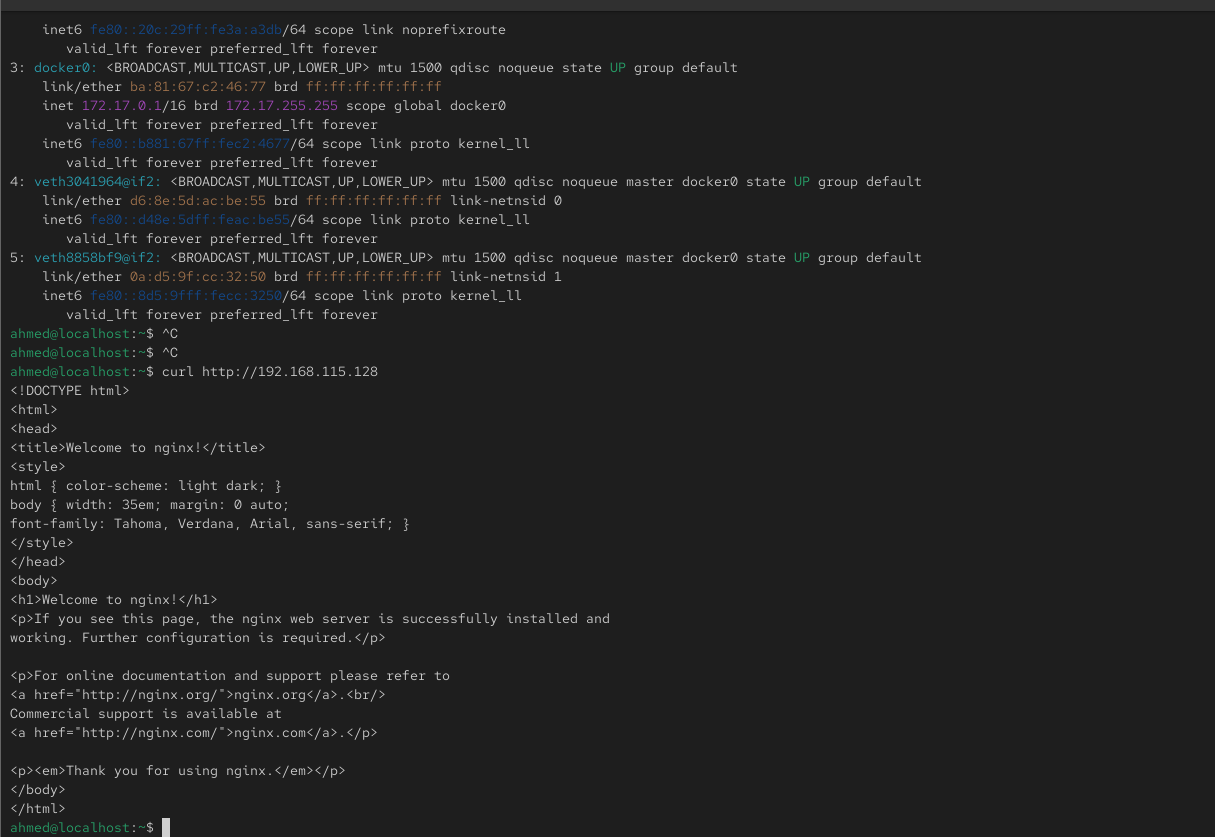 inet6 fe80::20c:29ff:fe3a:a3db/64 scope link noprefixroute
valid_lft forever preferred_lft forever
3: docker0: <BROADCAST,MULTICAST,UP,LOWER_UP> mtu 1500 qdisc noqueue state UP group default
link/ether ba:81:67:c2:46:77 brd ff:ff:ff:ff:ff:ff
inet 172.17.0.1/16 brd 172.17.255.255 scope global docker0
valid_lft forever preferred_lft forever
inet6 fe80::b881:67ff:fec2:4677/64 scope link proto kernel_ll
valid_lft forever preferred_lft forever
4: veth3041964@if2: <BROADCAST,MULTICAST,UP,LOWER_UP> mtu 1500 qdisc noqueue master docker0 state UP group default
link/ether d6:8e:5d:ac:be:55 brd ff:ff:ff:ff:ff:ff link-netnsid 0
inet6 fe80::d48e:5dff:feac:be55/64 scope link proto kernel_ll
valid_lft forever preferred_lft forever
5: veth8858bf9@if2: <BROADCAST,MULTICAST,UP,LOWER_UP> mtu 1500 qdisc noqueue master docker0 state UP group default
link/ether 0a:d5:9f:cc:32:50 brd ff:ff:ff:ff:ff:ff link-netnsid 1
inet6 fe80::8d5:9fff:fecc:3250/64 scope link proto kernel_ll
valid_lft forever preferred_lft forever
ahmed@localhost:~$ ^C
ahmed@localhost:~$ ^C
ahmed@localhost:~$ curl http://192.168.115.128
<!DOCTYPE html>
<html>
<head>
<title>Welcome to nginx!</title>
<style>
html { color-scheme: light dark; }
body { width: 35em; margin: 0 auto;
font-family: Tahoma, Verdana, Arial, sans-serif; }
</style>
</head>
<body>
<h1>Welcome to nginx!</h1>
<p>If you see this page, the nginx web server is successfully installed and
working. Further configuration is required.</p>

<p>For online documentation and support please refer to
<a href="http://nginx.org/">nginx.org</a>.<br/>
Commercial support is available at
<a href="http://nginx.com/">nginx.com</a>.</p>

<p><em>Thank you for using nginx.</em></p>
</body>
</html>
ahmed@localhost:~$